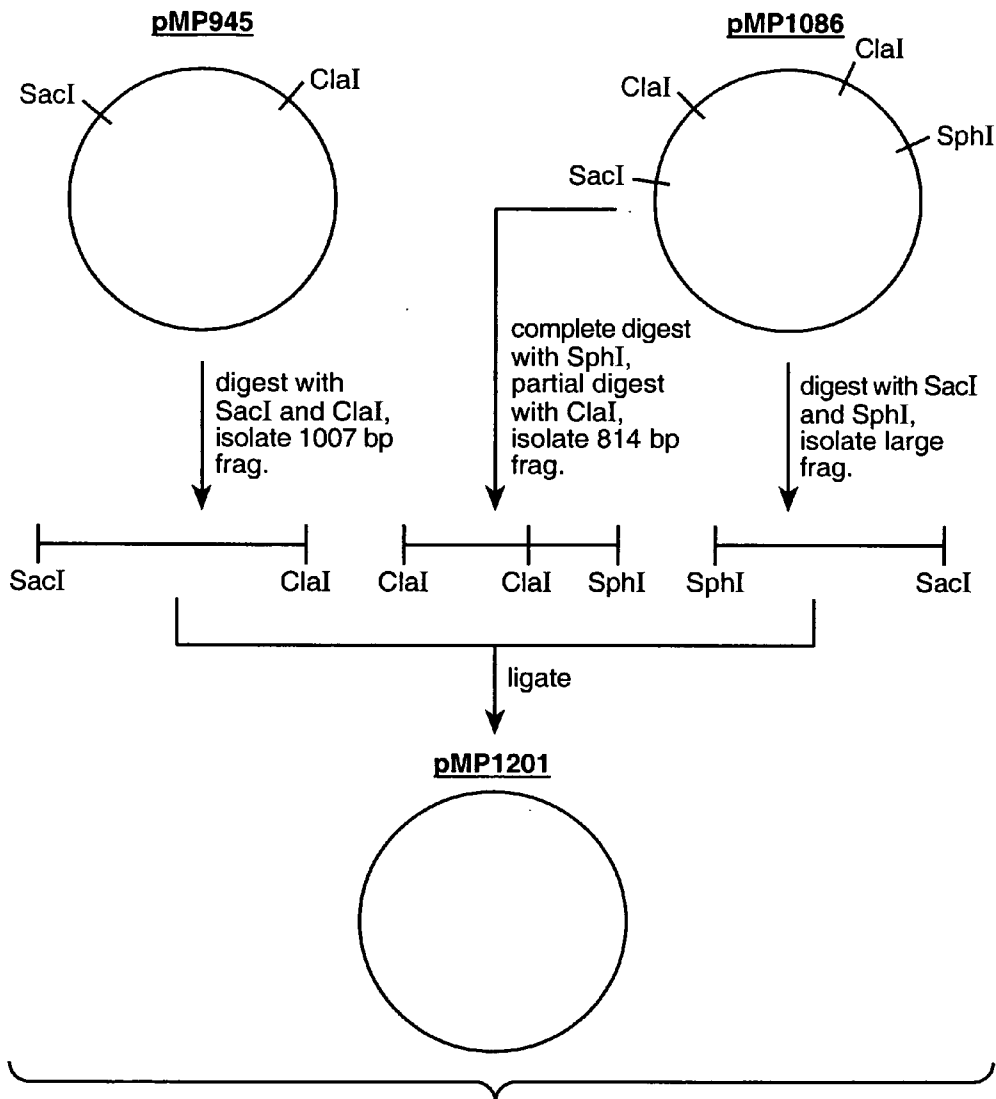 pMP945
SacI
ClaI
pMP1086
ClaI
ClaI
SphI
SacI
digest with
SacI and ClaI,
isolate 1007 bp
frag.
complete digest
with SphI,
partial digest
with ClaI,
isolate 814 bp
frag.
digest with SacI
and SphI,
isolate large
frag.
SacI
ClaI
ClaI
ClaI
SphI
SphI
SacI
ligate
pMP1201